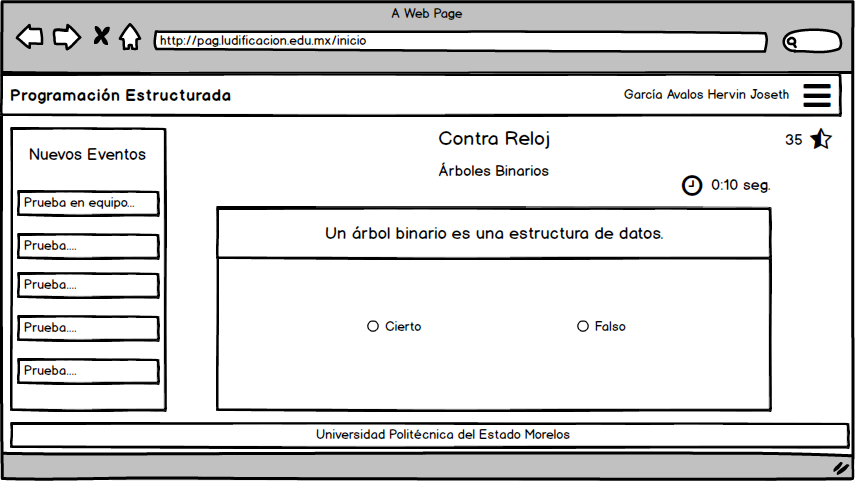 A Web Page
http://pag.ludificacion.edu.mx/inicio
Programación Estructurada
García Avalos Hervin Joseth
Nuevos Eventos
Prueba en equipo...
Prueba....
Prueba....
Prueba....
Prueba....
Contra Reloj
35
Árboles Binarios
0:10 seg.
Un árbol binario es una estructura de datos.
Cierto
Falso
Universidad Politécnica del Estado Morelos